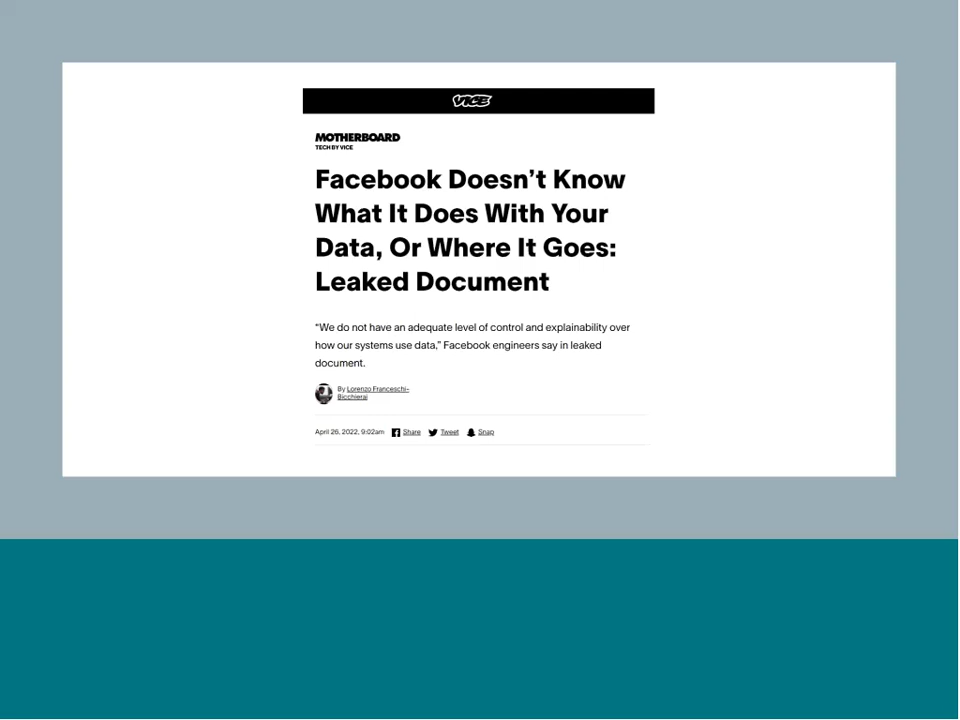 VICE
MOTHERBOARD
TECH BY VICE
Facebook Doesn’t Know
What It Does With Your
Data, Or Where It Goes:
Leaked Document
“We do not have an adequate level of control and explainability over
how our systems use data,” Facebook engineers say in leaked
document.
By Lorenzo Franceschi-
Bicchierai
April 26, 2022, 9:02am Share Tweet Snap